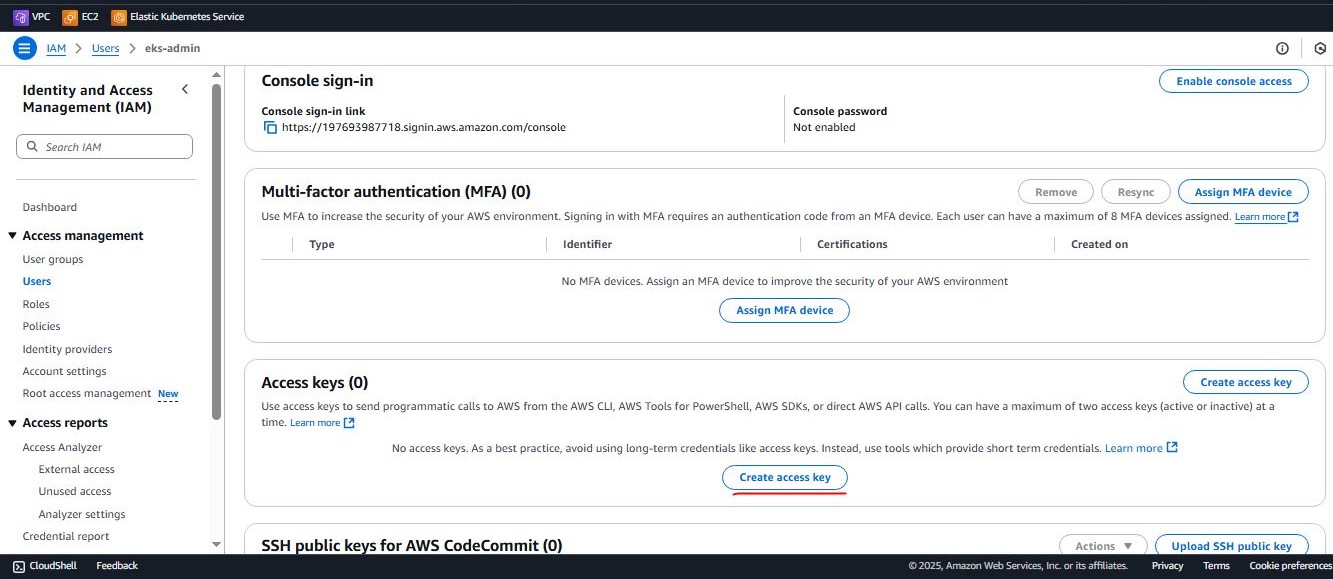 VPC EC2 Elastic Kubernetes Service
IAM Users eks-admin
Identity and Access
Management (IAM)
Search IAM
Dashboard
Access management
User groups
Users
Roles
Policies
Identity providers
Account settings
Root access management New
Access reports
Access Analyzer
External access
Unused access
Analyzer settings
Credential report
Console sign-in
Enable console access
Console sign-in link
https://197693987718.signin.aws.amazon.com/console
Console password
Not enabled
Multi-factor authentication (MFA) (0)
Remove Resync Assign MFA device
Use MFA to increase the security of your AWS environment. Signing in with MFA requires an authentication code from an MFA device. Each user can have a maximum of 8 MFA devices assigned. Learn more
Type Identifier Certifications Created on
No MFA devices. Assign an MFA device to improve the security of your AWS environment
Assign MFA device
Access keys (0)
Create access key
Use access keys to send programmatic calls to AWS from the AWS CLI, AWS Tools for PowerShell, AWS SDKs, or direct AWS API calls. You can have a maximum of two access keys (active or inactive) at a
time. Learn more
No access keys. As a best practice, avoid using long-term credentials like access keys. Instead, use tools which provide short term credentials. Learn more
Create access key
SSH public keys for AWS CodeCommit (0)
Actions Upload SSH public key
CloudShell Feedback © 2025, Amazon Web Services, Inc. or its affiliates. Privacy Terms Cookie preferences